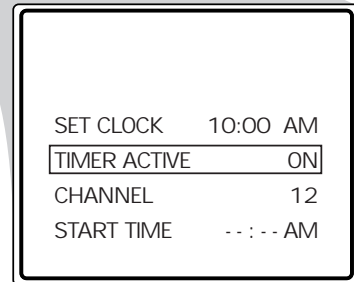 SET CLOCK 10:00 AM
TIMER ACTIVE ON
CHANNEL 12
START TIME - - : - - AM